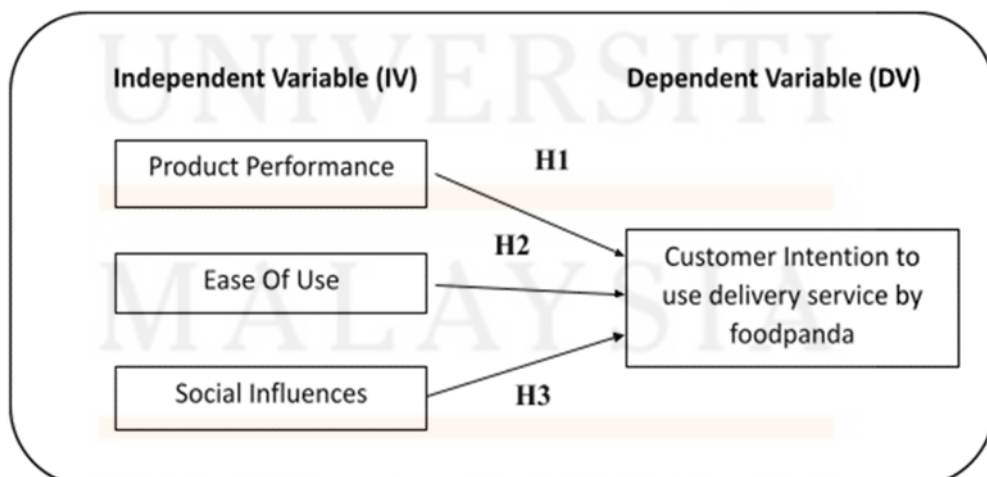 UNIVERSITI
Independent Variable (IV)
Dependent Variable (DV)
Product Performance
H1
H2
Ease Of Use
Customer Intention to
use delivery service by
foodpanda
MALAYSIA
Social Influences
H3